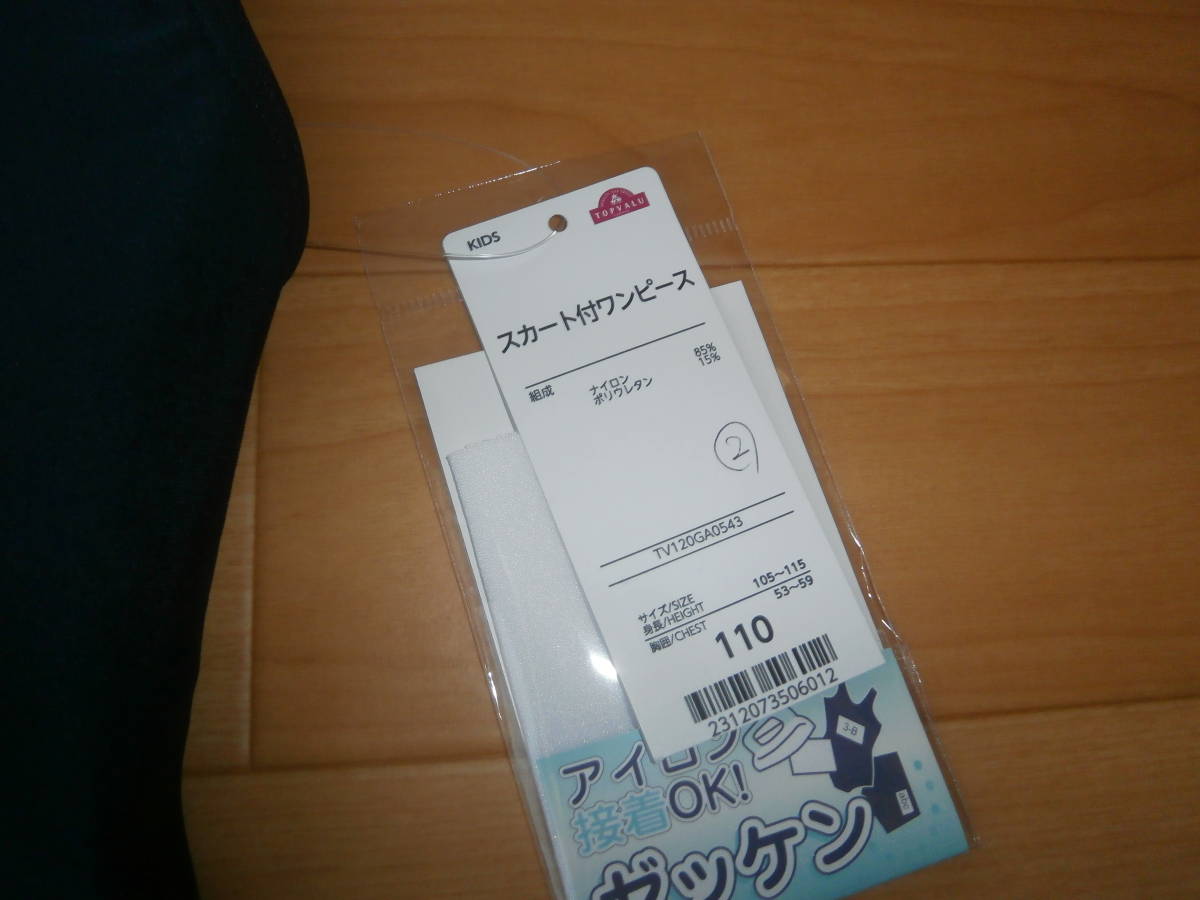 KIDS
TOPVALU
スカート付ワンピース
組成 ナイロン 85%
ポリウレタン 15%
2
TV120GA0543
サイズ/SIZE
身長/HEIGHT 105〜115
胸囲/CHEST 53〜59
110
2312073506012
アイロン
接着OK!
ゼッケン
3-B